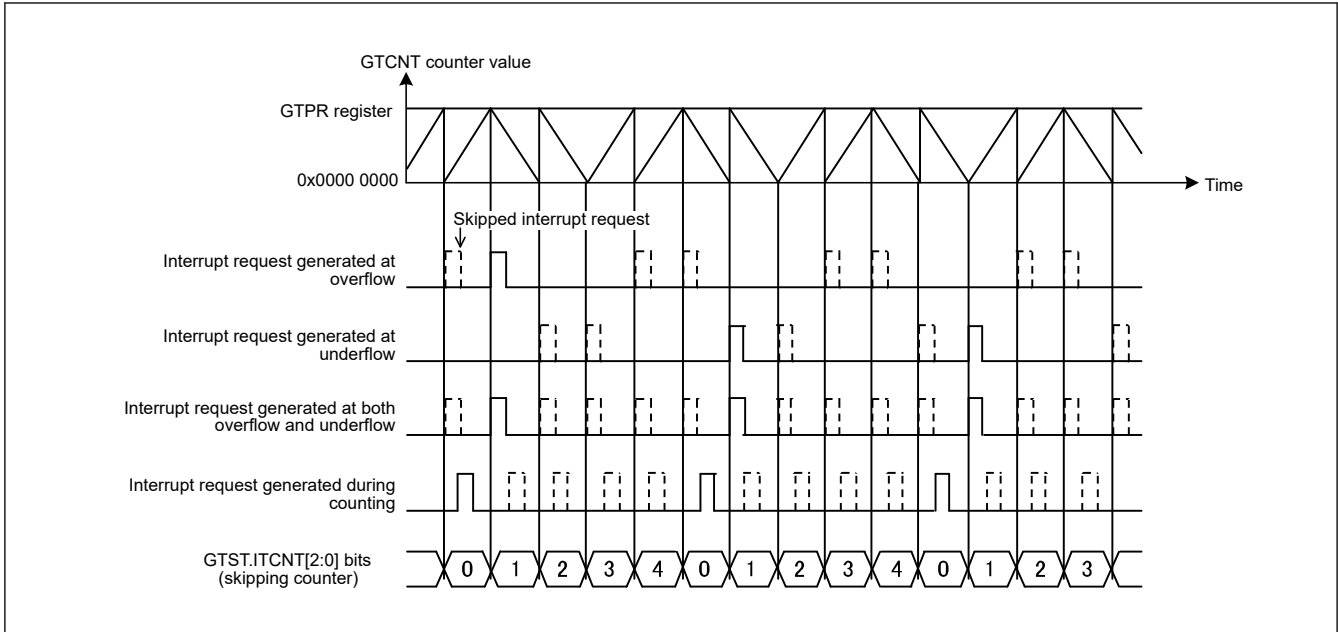 GTCNT counter value
GTPR register
0x0000 0000
Time
Skipped interrupt request
Interrupt request generated at
overflow
Interrupt request generated at
underflow
Interrupt request generated at both
overflow and underflow
Interrupt request generated during
counting
GTST.ITCNT[2:0] bits
(skipping counter)
0 1 2 3 4 0 1 2 3 4 0 1 2 3